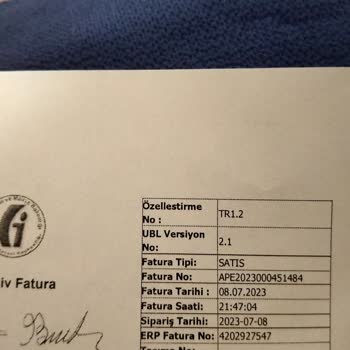 Özellestirme No : TR1.2
UBL Versiyon No: 2.1
Fatura Tipi: SATIS
Fatura No: APE2023000451484
Fatura Tarihi : 08.07.2023
Fatura Saati: 21:47:04
Sipariş Tarihi: 2023-07-08
ERP Fatura No: 4202927547
iv Fatura